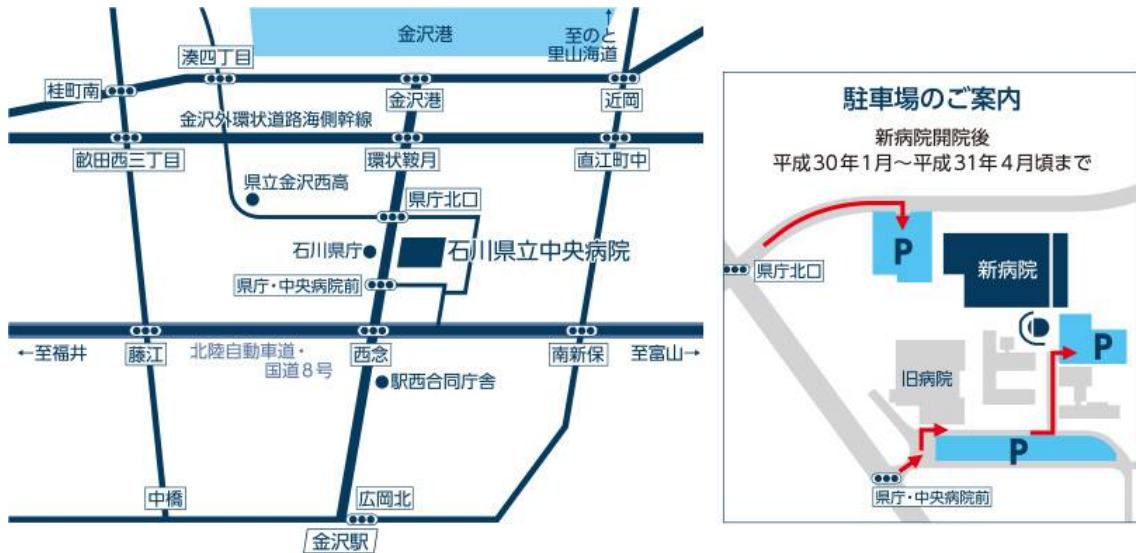 金沢港
↑
至のと
里山海道
湊四丁目
桂町南
金沢港
近岡
金沢外環状道路海側幹線
畝田西三丁目
環状鞍月
直江町中
県立金沢西高
県庁北口
石川県庁
石川県立中央病院
県庁・中央病院前
←至福井
藤江
北陸自動車道・
国道8号
西念
南新保
至富山→
駅西合同庁舎
中橋
広岡北
金沢駅
駐車場のご案内
新病院開院後
平成30年1月~平成31年4月頃まで
P
県庁北口
新病院
P
旧病院
P
県庁・中央病院前